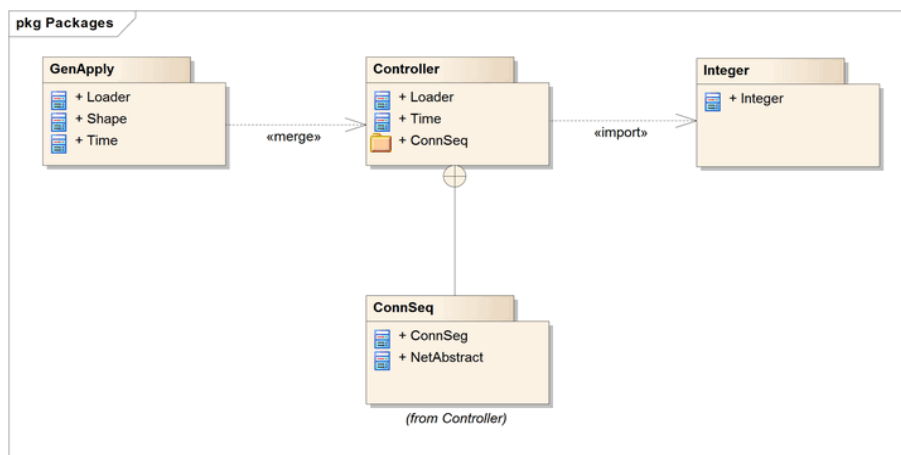 pkg Packages
GenApply
+ Loader
+ Shape
+ Time
«merge»
Controller
+ Loader
+ Time
+ ConnSeq
«import»
Integer
+ Integer
ConnSeq
+ ConnSeg
+ NetAbstract
(from Controller)